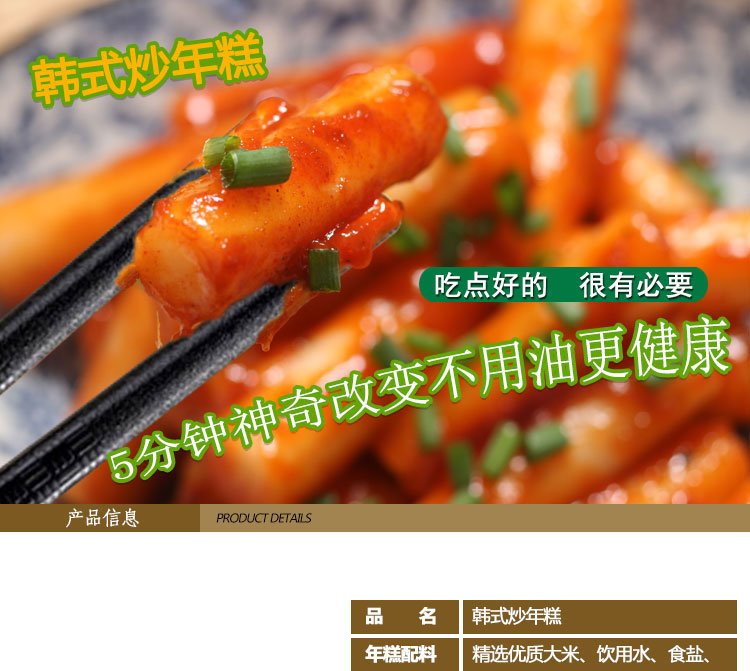 韩式炒年糕
吃点好的 很有必要
5分钟神奇改变不用油更健康
产品信息 PRODUCT DETAILS
品 名 韩式炒年糕
年糕配料 精选优质大米、饮用水、食盐、